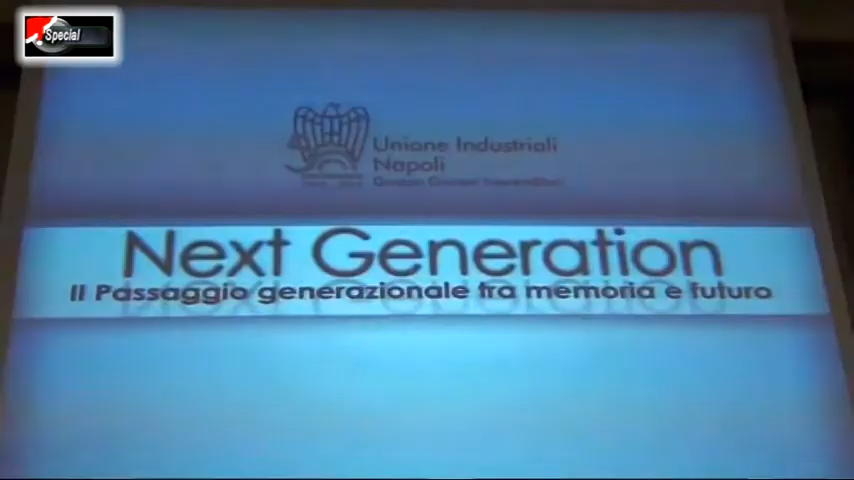 Special
Unione Industriali
Napoli
Next Generation
Il Passaggio generazionale fra memoria e futuro